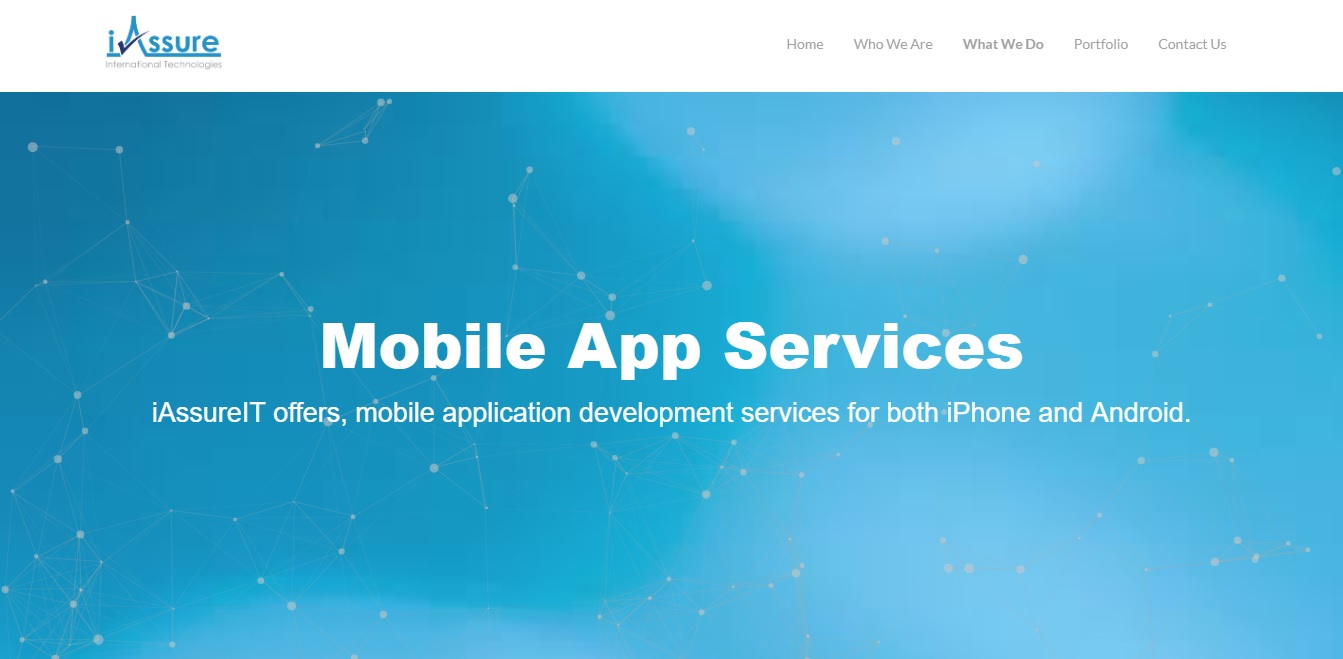 iAssure
International Technologies
Home Who We Are What We Do Portfolio Contact Us
Mobile App Services
iAssureIT offers, mobile application development services for both iPhone and Android.